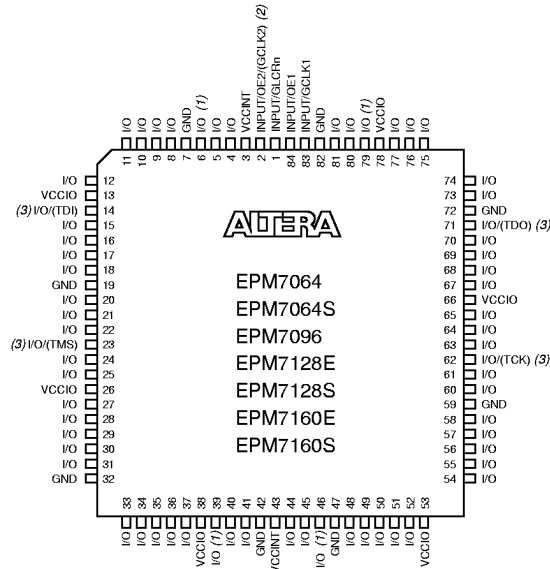 I/O 11
I/O 10
I/O 9
I/O 8
GND 7
I/O (1) 6
I/O 5
I/O 4
VCCINT 3
INPUT/OE2/(GCLK2) (2) 2
INPUT/GLCRn 1
INPUT/OE1 84
INPUT/GCLK1 83
GND 82
I/O 81
I/O 80
I/O (1) 79
VCCIO 78
I/O 77
I/O 76
I/O 75
I/O 12
VCCIO 13
(3) I/O/(TDI) 14
I/O 15
I/O 16
I/O 17
I/O 18
GND 19
I/O 20
I/O 21
I/O 22
(3) I/O/(TMS) 23
I/O 24
I/O 25
VCCIO 26
I/O 27
I/O 28
I/O 29
I/O 30
I/O 31
GND 32
ALTERA
EPM7064
EPM7064S
EPM7096
EPM7128E
EPM7128S
EPM7160E
EPM7160S
74 I/O
73 I/O
72 GND
71 I/O/(TDO) (3)
70 I/O
69 I/O
68 I/O
67 I/O
66 VCCIO
65 I/O
64 I/O
63 I/O
62 I/O/(TCK) (3)
61 I/O
60 I/O
59 GND
58 I/O
57 I/O
56 I/O
55 I/O
54 I/O
33 I/O
34 I/O
35 I/O
36 I/O
37 I/O
38 VCCIO
39 I/O (1)
40 I/O
41 I/O
42 GND
43 VCCINT
44 I/O
45 I/O
46 I/O (1)
47 GND
48 I/O
49 I/O
50 I/O
51 I/O
52 I/O
53 VCCIO